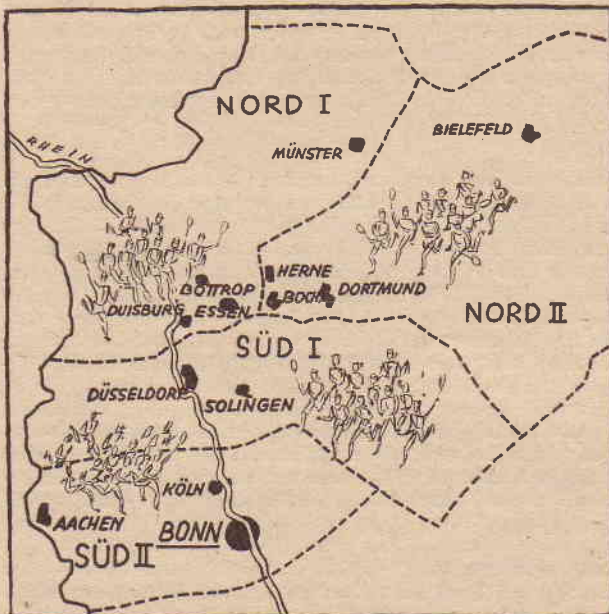 NORD I
RHEIN
MÜNSTER
BIELEFELD
HERNE
BOTTROP
BOCH.
DORTMUND
DUISBURG
ESSEN
NORD II
SÜD I
DÜSSELDORF
SOLINGEN
KÖLN
AACHEN
BONN
SÜD II